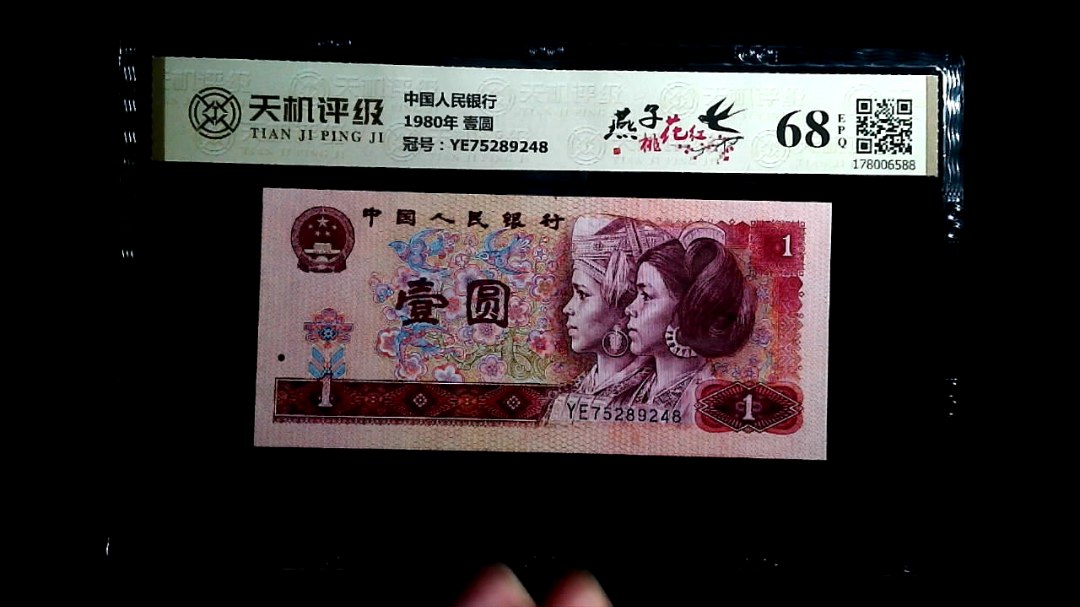 天机评级
TIAN JI PING JI
中国人民银行
1980年 壹圆
冠号：YE75289248
燕子
桃花红
68
EPQ
178006588
中国人民银行
1
壹圆
1
YE75289248
1